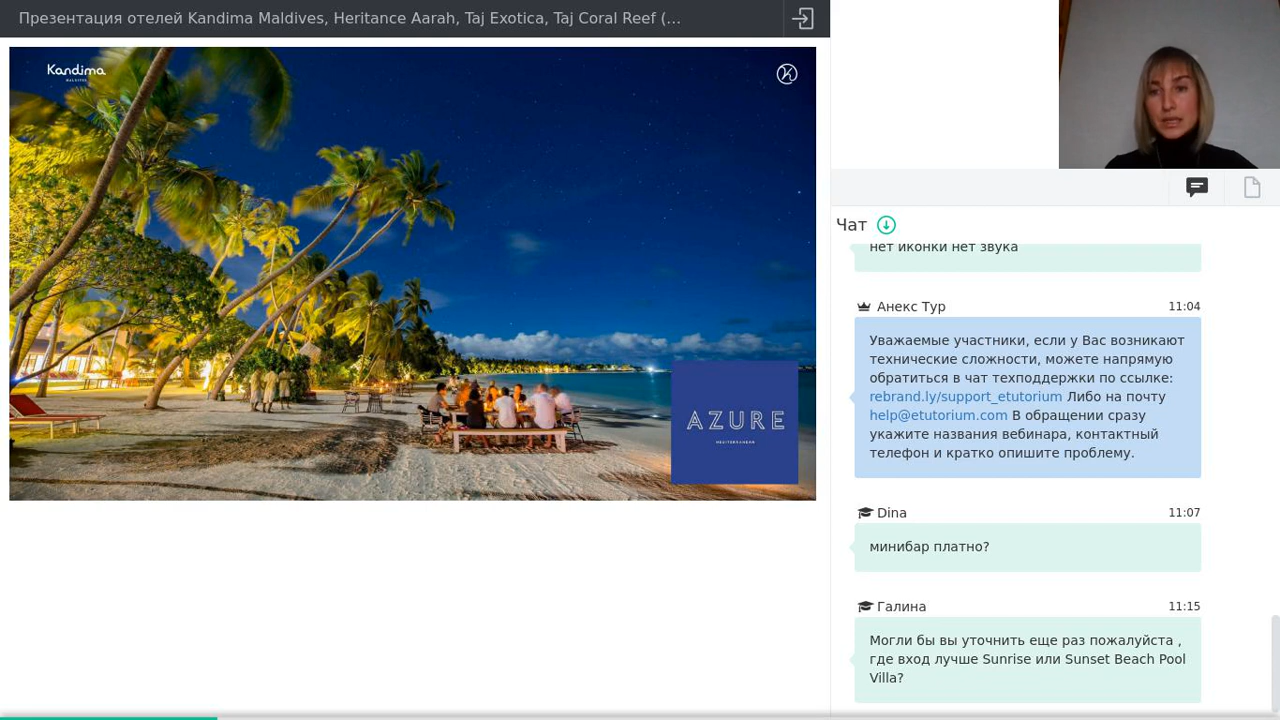 Презентация отелей Kandima Maldives, Heritance Aarah, Taj Exotica, Taj Coral Reef (...
Kandima
MALDIVES
AZURE
MEDITERRANEAN
Чат
нет иконки нет звука
Анекс Тур 11:04
Уважаемые участники, если у Вас возникают
технические сложности, можете напрямую
обратиться в чат техподдержки по ссылке:
rebrand.ly/support_etutorium Либо на почту
help@etutorium.com В обращении сразу
укажите названия вебинара, контактный
телефон и кратко опишите проблему.
Dina 11:07
минибар платно?
Галина 11:15
Могли бы вы уточнить еще раз пожалуйста ,
где вход лучше Sunrise или Sunset Beach Pool
Villa?